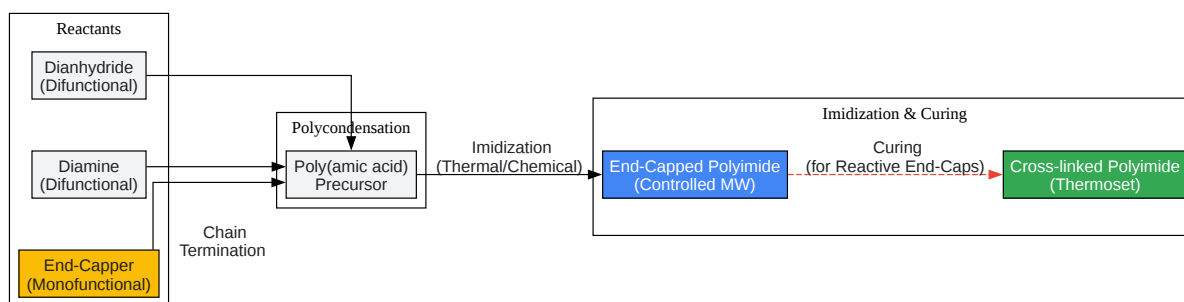 Reactants
Dianhydride
(Difunctional)
Diamine
(Difunctional)
End-Capper
(Monofunctional)
Chain
Termination
Polycondensation
Poly(amic acid)
Precursor
Imidization
(Thermal/Chemical)
Imidization & Curing
End-Capped Polyimide
(Controlled MW)
Curing
(for Reactive End-Caps)
Cross-linked Polyimide
(Thermoset)